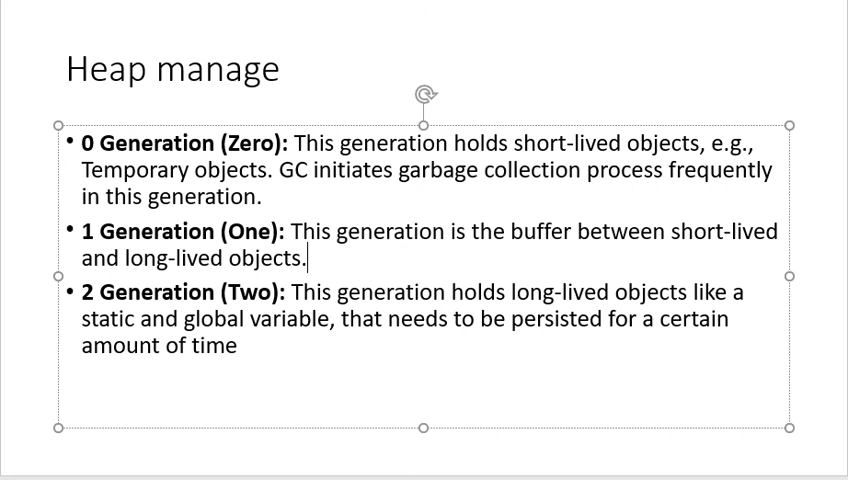 Heap manage
• 0 Generation (Zero): This generation holds short-lived objects, e.g.,
Temporary objects. GC initiates garbage collection process frequently
in this generation.
• 1 Generation (One): This generation is the buffer between short-lived
and long-lived objects.
• 2 Generation (Two): This generation holds long-lived objects like a
static and global variable, that needs to be persisted for a certain
amount of time